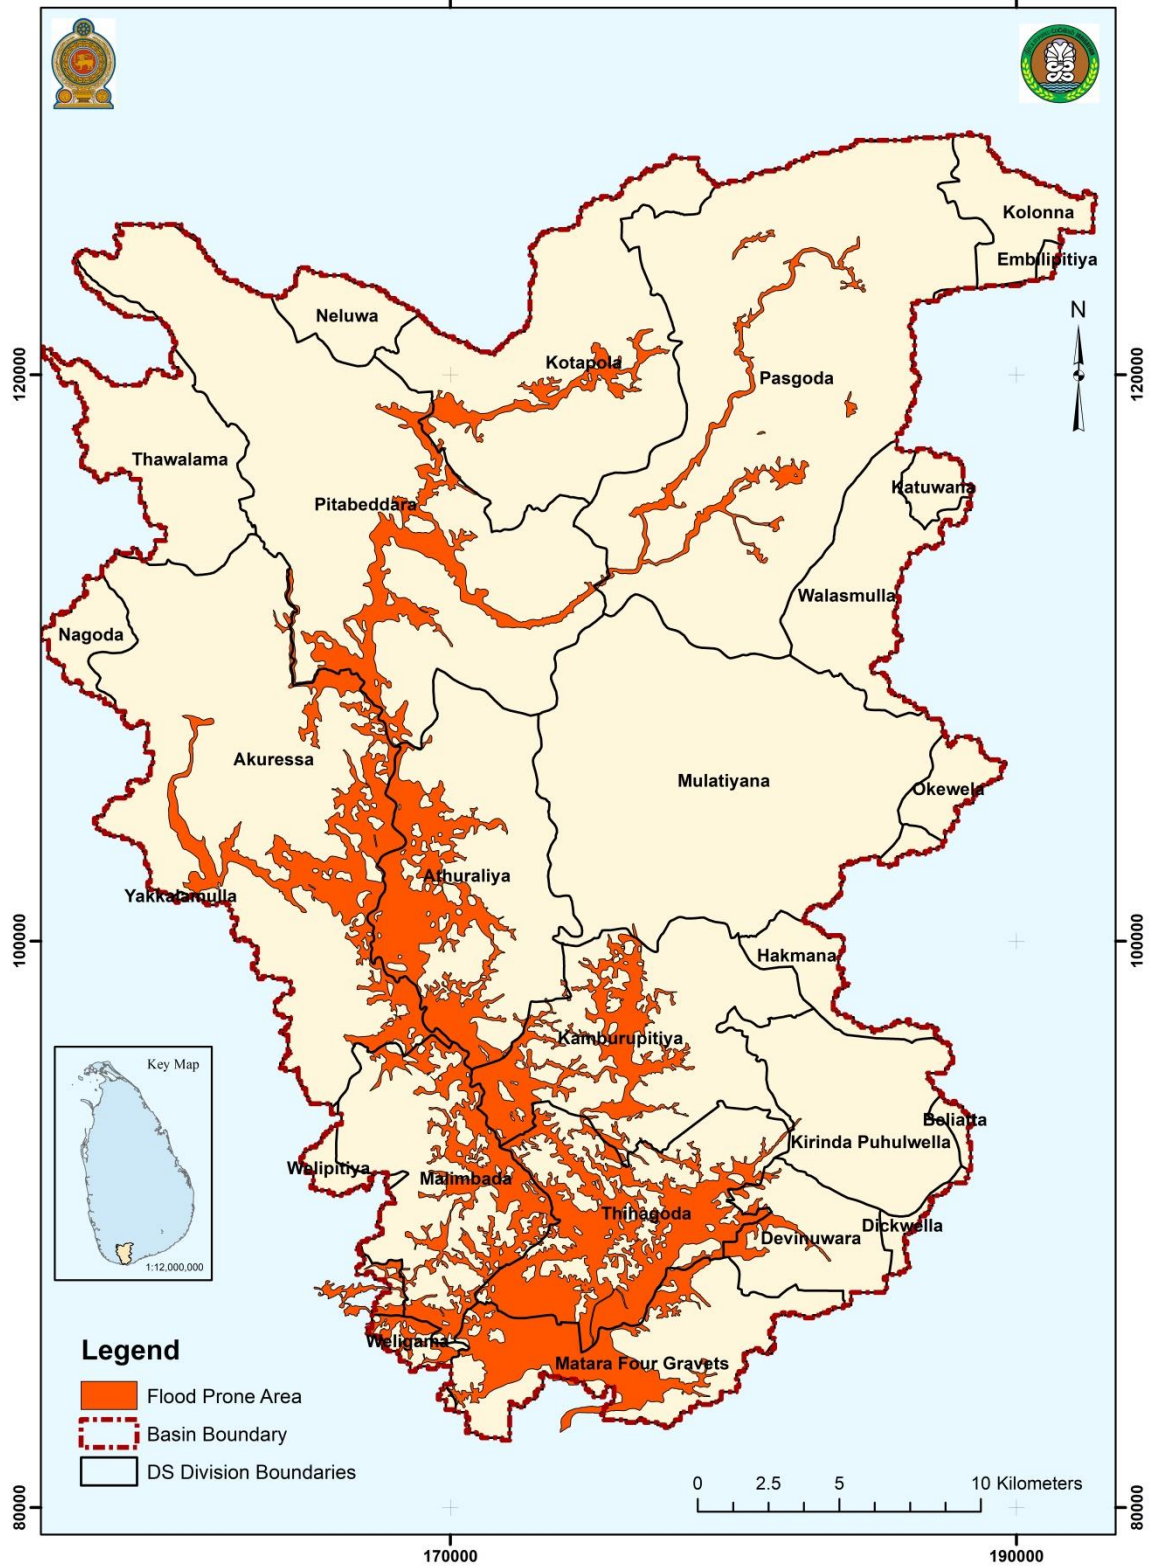 Kolonna
Embilipitiya
Neluwa
N
Kotapola
Pasgoda
120000
120000
Thawalama
Katuwana
Pitabeddara
Walasmulla
Nagoda
Akuressa
Mulatiyana
Okewela
Athuraliya
Yakkalamulla
100000
100000
Hakmana
Kamburupitiya
Key Map
Beliatta
Kirinda Puhulwella
Welipitiya
Malimbada
Thihagoda
Dickwella
Devinuwara
1:12,000,000
Weligama
Legend
Matara Four Gravets
Flood Prone Area
Basin Boundary
DS Division Boundaries
0 2.5 5 10 Kilometers
80000
80000
170000
190000